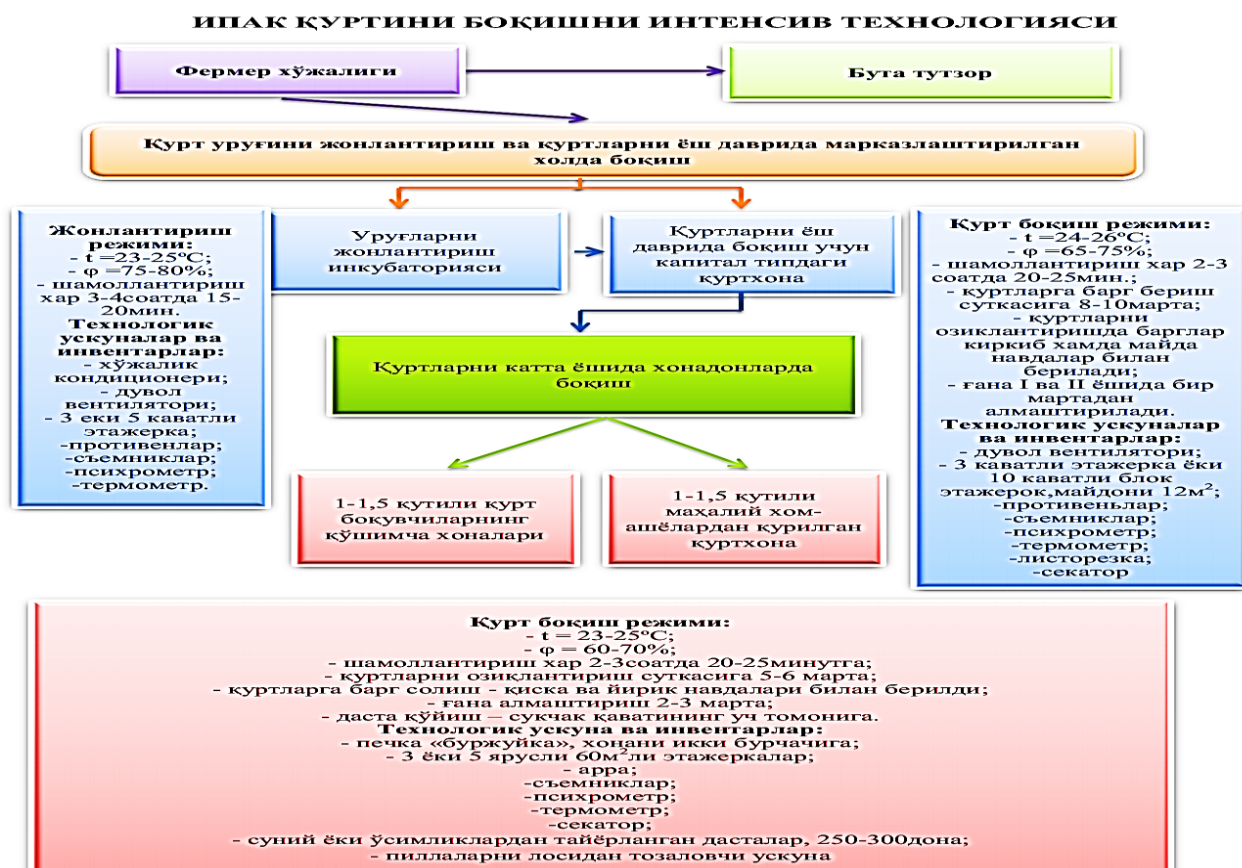 ИПАК ҚУРТИНИ БОҚИШНИ ИНТЕНСИВ ТЕХНОЛОГИЯСИ
Фермер хўжалиги
Бута тутзор
Қурт уруғини жонлантириш ва қуртларни ёш даврида марказлаштирилган
холда боқиш
Жонлантириш
режими:
- t =23-25ºC;
- φ =75-80%;
- шамоллантириш
хар 3-4соатда 15-
20мин.
Технологик
ускуналар ва
инвентарлар:
- хўжалик
кондиционери;
- дувол
вентилятори;
- 3 еки 5 каватли
этажерка;
-противенлар;
-съемниклар;
-психрометр;
-термометр.
Уруғларни
жонлантириш
инкубаторияси
Қуртларни ёш
даврида боқиш учун
капитал типдаги
қуртхона
Қурт боқиш режими:
- t =24-26ºC;
- φ =65-75%;
- шамоллантириш хар 2-3
соатда 20-25мин.;
- қуртларга барг бериш
суткасига 8-10марта;
- қуртларни
озиклантиришда барглар
киркиб хамда майда
навдалар билан
берилади;
- ғана I ва II ёшида бир
мартадан
алмаштирилади.
Технологик ускуналар
ва инвентарлар:
- дувол вентилятори;
- 3 каватли этажерка ёки
10 каватли блок
этажерок,майдони 12м²;
-противеньлар;
-съемниклар;
-психрометр;
-термометр;
-листорезка;
-секатор
Қуртларни катта ёшида хонадонларда
боқиш
1-1,5 қутили қурт
боқувчиларнинг
қўшимча хоналари
1-1,5 қутили
маҳалий хом-
ашёлардан қурилган
қуртхона
Қурт боқиш режими:
- t = 23-25ºC;
- φ = 60-70%;
- шамоллантириш хар 2-3соатда 20-25минутга;
- қуртларни озиқлантириш суткасига 5-6 марта;
- қуртларга барг солиш - қиска ва йирик навдалари билан берилди;
- ғана алмаштириш 2-3 марта;
- даста қўйиш – сукчак қаватининг уч томонига.
Технологик ускуна ва инвентарлар:
- печка «буржуйка», хонани икки бурчачига;
- 3 ёки 5 ярусли 60м²ли этажеркалар;
- арра;
-съемниклар;
-психрометр;
-термометр;
-секатор;
- суний ёки ўсимликлардан тайёрланган дасталар, 250-300дона;
- пиллаларни лосидан тозаловчи ускуна